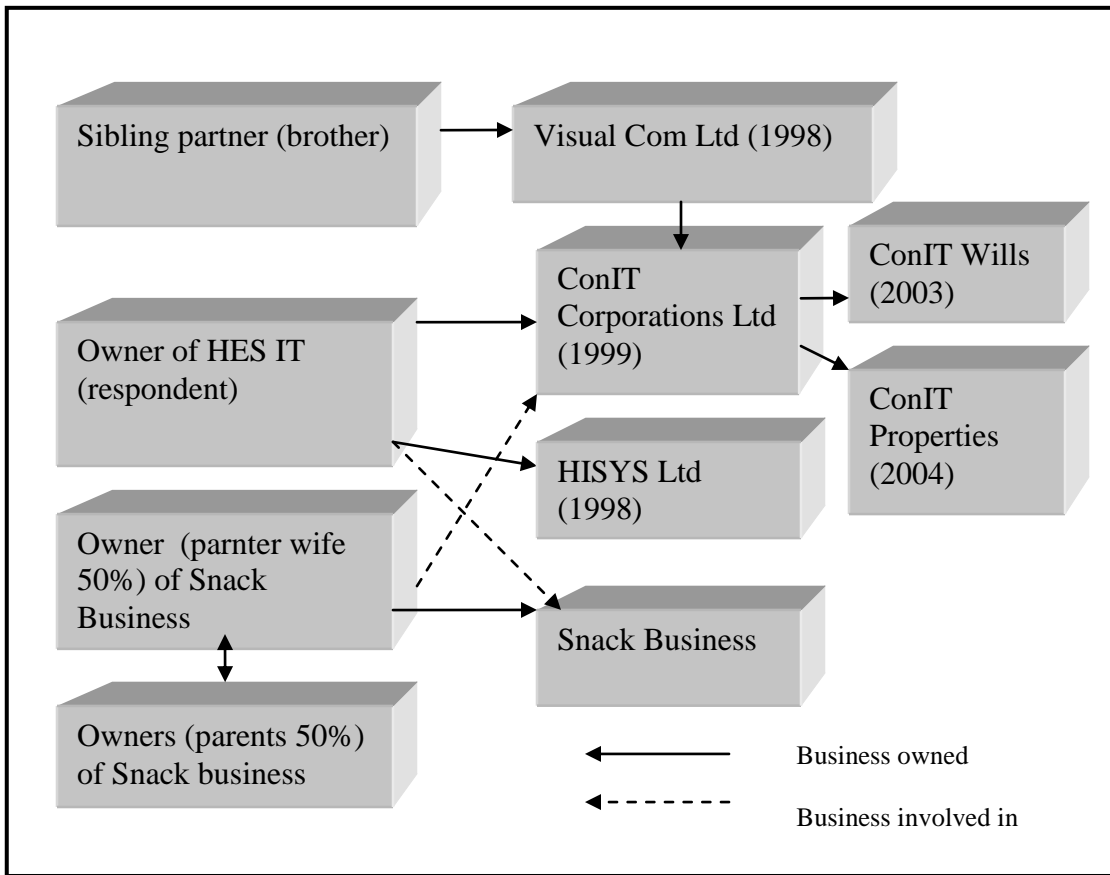 Sibling partner (brother)
Visual Com Ltd (1998)
ConIT
Corporations Ltd
(1999)
ConIT Wills
(2003)
Owner of HES IT
(respondent)
ConIT
Properties
(2004)
HISYS Ltd
(1998)
Owner  (parnter wife
50%) of Snack
Business
Snack Business
Owners (parents 50%)
of Snack business
Business owned
Business involved in